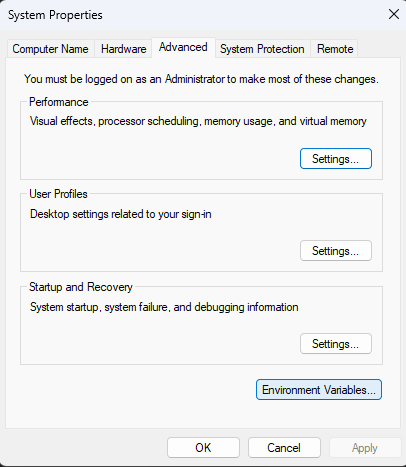 System Properties
Computer Name Hardware Advanced System Protection Remote
You must be logged on as an Administrator to make most of these changes.
Performance
Visual effects, processor scheduling, memory usage, and virtual memory
Settings...
User Profiles
Desktop settings related to your sign-in
Settings...
Startup and Recovery
System startup, system failure, and debugging information
Settings...
Environment Variables...
OK Cancel Apply